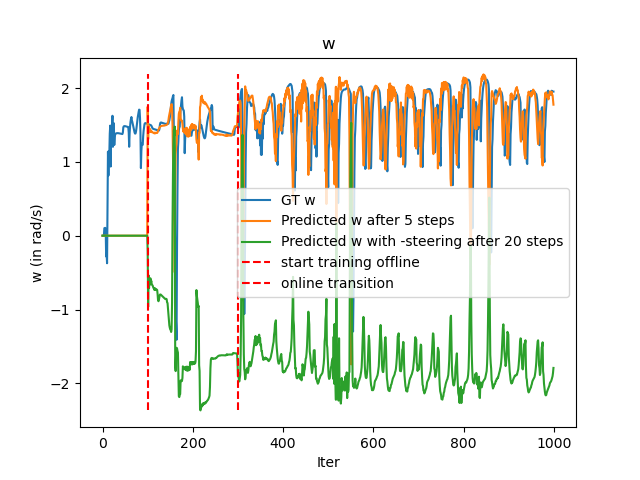 w
2
1
0
−1
−2
w (in rad/s)
GT w
Predicted w after 5 steps
Predicted w with -steering after 20 steps
start training offline
online transition
0 200 400 600 800 1000
Iter